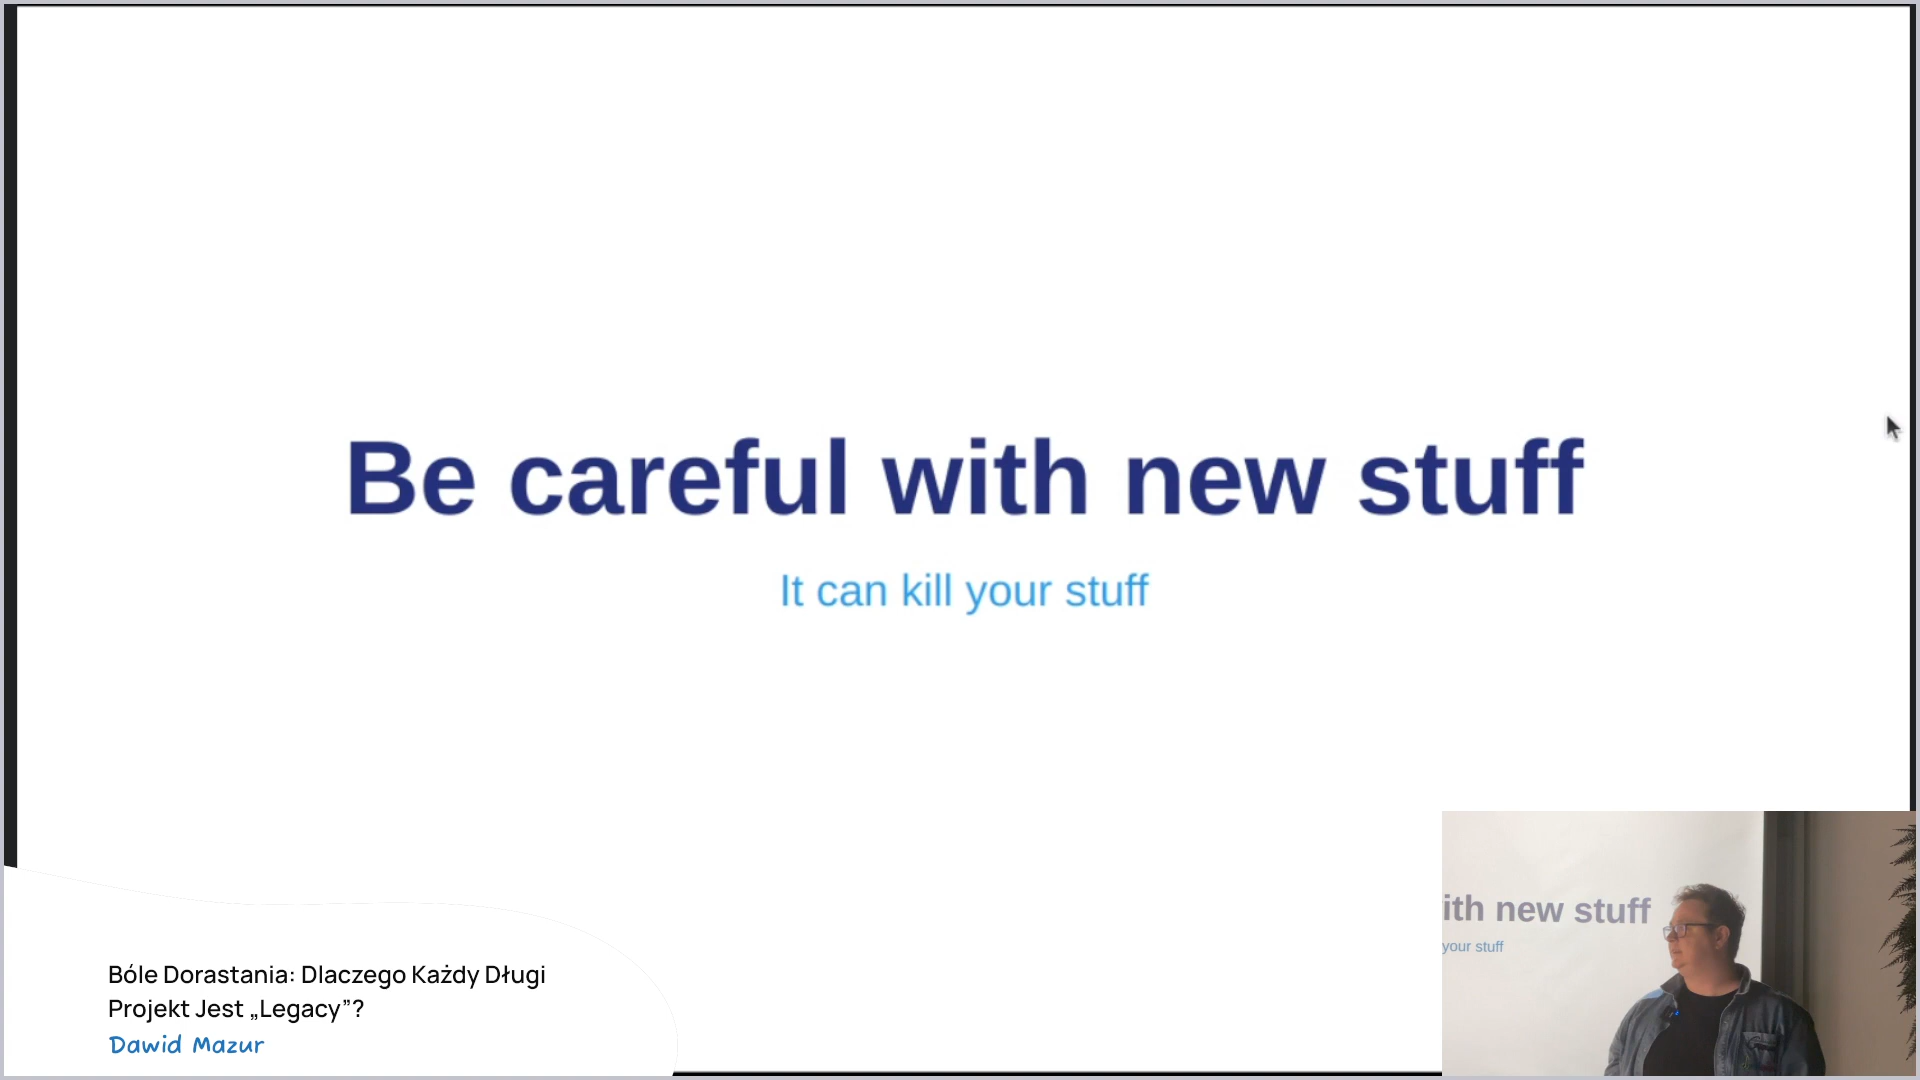 Be careful with new stuff
It can kill your stuff
ith new stuff
your stuff
Bóle Dorastania: Dlaczego Każdy Długi
Projekt Jest „Legacy”?
Dawid Mazur